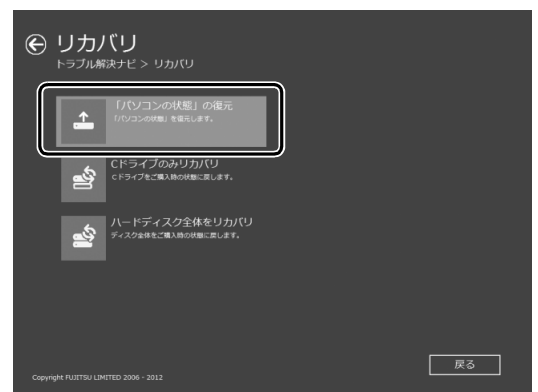 リカバリ
トラブル解決ナビ > リカバリ
「パソコンの状態」の復元
「パソコンの状態」を復元します。
Cドライブのみリカバリ
Cドライブをご購入時の状態に戻します。
ハードディスク全体をリカバリ
ディスク全体をご購入時の状態に戻します。
戻る
Copyright FUJITSU LIMITED 2006 - 2012